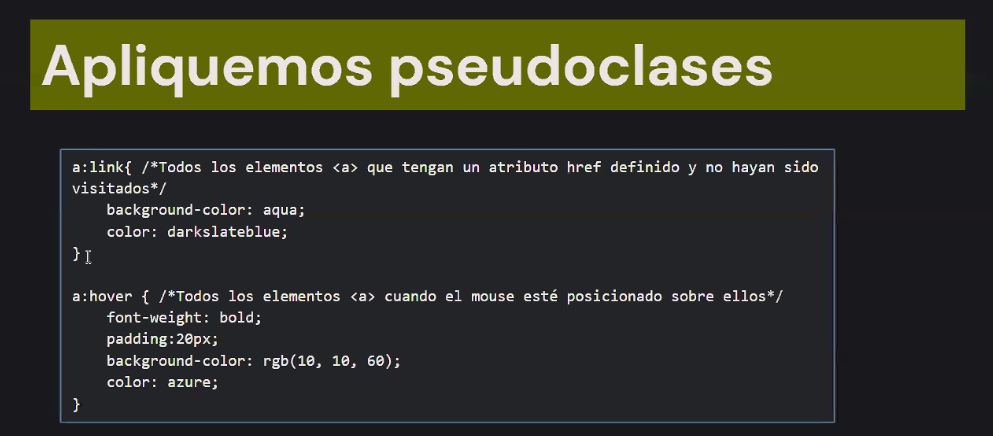 Apliquemos pseudoclases
a:link{ /*Todos los elementos <a> que tengan un atributo href definido y no hayan sido
visitados*/
    background-color: aqua;
    color: darkslateblue;
}
a:hover { /*Todos los elementos <a> cuando el mouse esté posicionado sobre ellos*/
    font-weight: bold;
    padding:20px;
    background-color: rgb(10, 10, 60);
    color: azure;
}